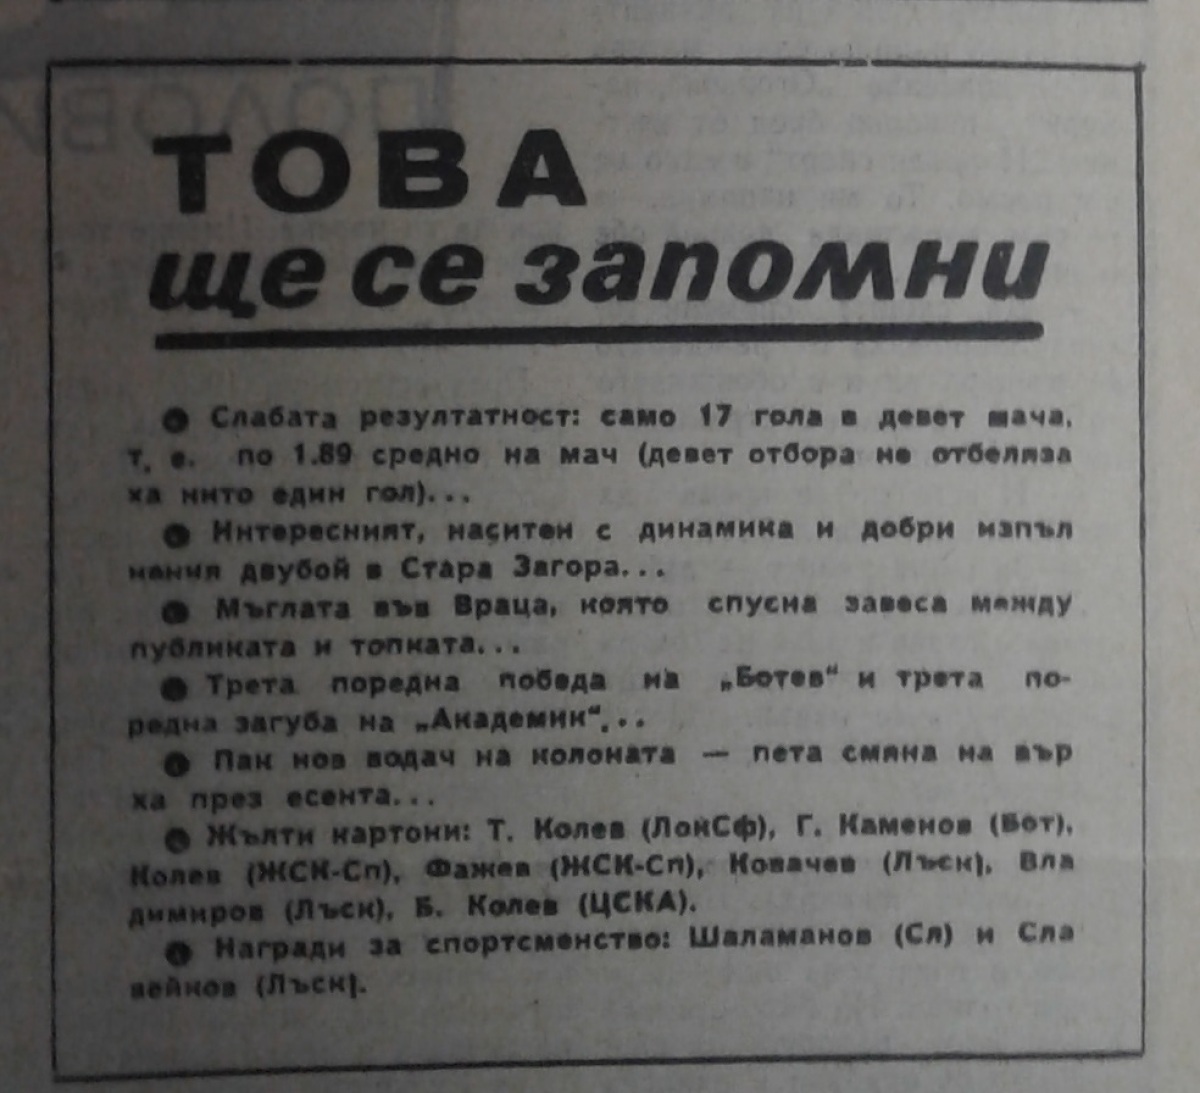 ТОВА
ще се запомни
● Слабата резултатност: само 17 гола в девет мача,
т. е. по 1.89 средно на мач (девет отбора не отбеляза
ха нито един гол)...
● Интересният, наситен с динамика и добри изпъл
нения двубой в Стара Загора...
● Мъглата във Враца, която спусна завеса между
публиката и топката...
● Трета поредна победа на „Ботев“ и трета по-
редна загуба на „Академик“...
● Пак нов водач на колоната — пета смяна на вър
ха през есента...
● Жълти картони: Т. Колев (ЛокСф), Г. Каменов (Бот),
Колев (ЖСК-Сп), Фажев (ЖСК-Сп), Ковачев (Лъск), Вла
димиров (Лъск), Б. Колев (ЦСКА).
● Награди за спортсменство: Шаламанов (Сл) и Сла
вейков (Лъск).